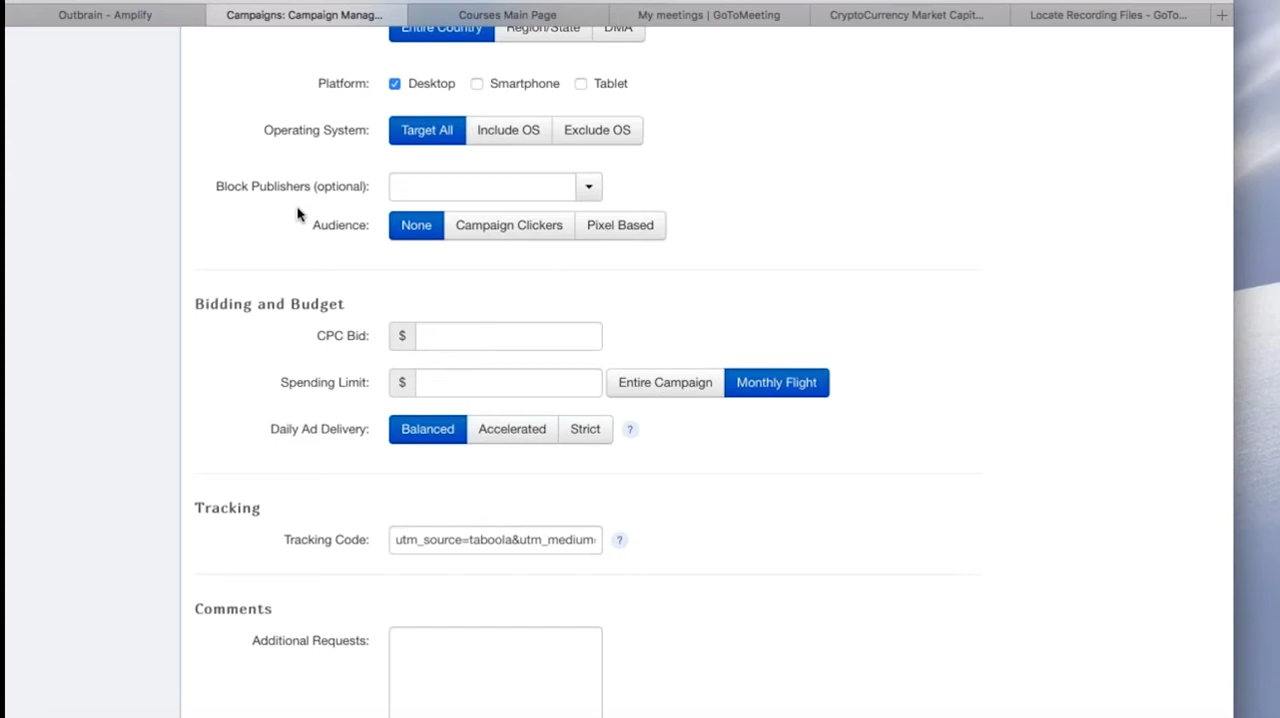 Outbrain – Amplify Campaigns: Campaign Manag... Courses Main Page My meetings | GoToMeeting CryptoCurrency Market Capit... Locate Recording Files - GoTo... +
Entire Country Region/State DMA
Platform: Desktop Smartphone Tablet
Operating System: Target All Include OS Exclude OS
Block Publishers (optional):
Audience: None Campaign Clickers Pixel Based
Bidding and Budget
CPC Bid: $
Spending Limit: $ Entire Campaign Monthly Flight
Daily Ad Delivery: Balanced Accelerated Strict ?
Tracking
Tracking Code: utm_source=taboola&utm_medium= ?
Comments
Additional Requests: